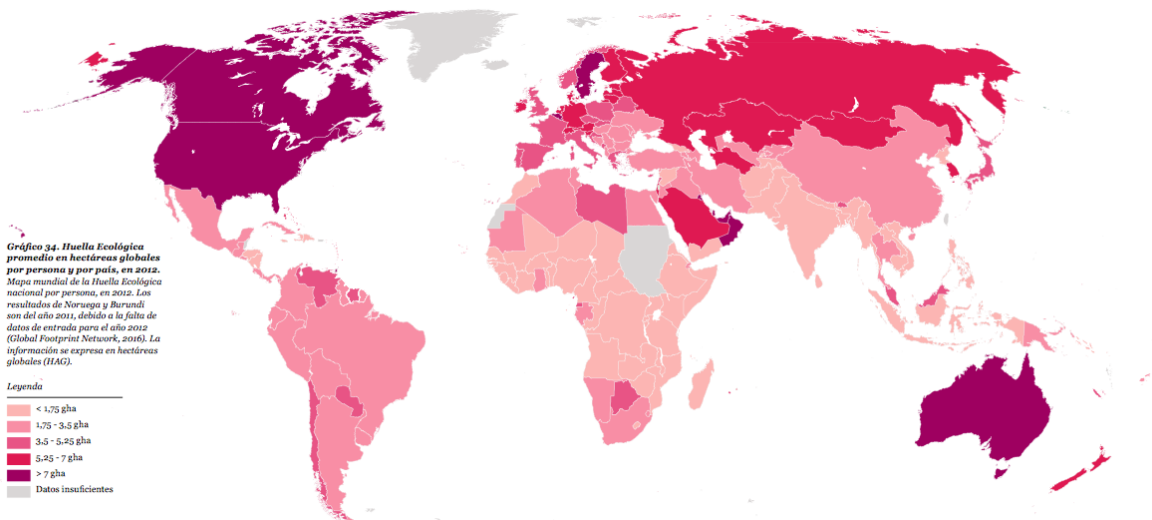 Gráfico 34. Huella Ecológica
promedio en hectáreas globales
por persona y por país, en 2012.
Mapa mundial de la Huella Ecológica
nacional por persona, en 2012. Los
resultados de Noruega y Burundi
son del año 2011, debido a la falta de
datos de entrada para el año 2012
(Global Footprint Network, 2016). La
información se expresa en hectáreas
globales (HAG).
Leyenda
< 1,75 gha
1,75 - 3,5 gha
3,5 - 5,25 gha
5,25 - 7 gha
> 7 gha
Datos insuficientes